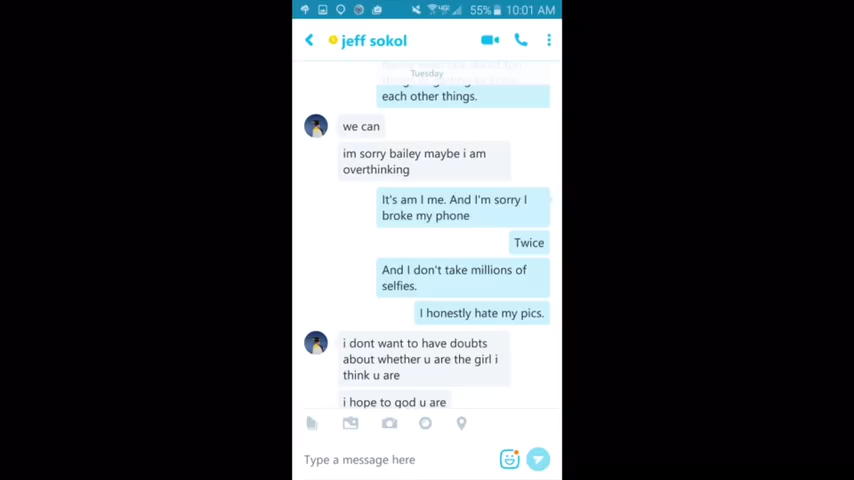 55% 10:01 AM
jeff sokol
Tuesday
each other things.
we can
im sorry bailey maybe i am
overthinking
It's am I me. And I'm sorry I
broke my phone
Twice
And I don't take millions of
selfies.
I honestly hate my pics.
i dont want to have doubts
about whether u are the girl i
think u are
i hope to god u are
Type a message here